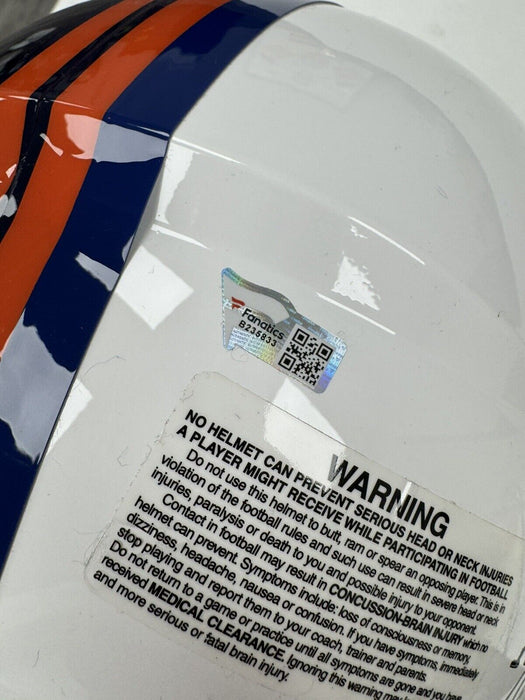 Fanatics
B235833
WARNING
NO HELMET CAN PREVENT SERIOUS HEAD OR NECK INJURIES
A PLAYER MIGHT RECEIVE WHILE PARTICIPATING IN FOOTBALL
Do not use this helmet to butt, ram or spear an opposing player. This is in
violation of the football rules and such use can result in severe head or neck
injuries, paralysis or death to you and possible injury to your opponent.
Contact in football may result in CONCUSSION-BRAIN INJURY which no
helmet can prevent. Symptoms include: loss of consciousness or memory,
dizziness, headache, nausea or confusion. If you have symptoms, immediately
stop playing and report them to your coach, trainer and parents.
Do not return to a game or practice until all symptoms are gone and you have
received MEDICAL CLEARANCE. Ignoring this warning may
and more serious or fatal brain injury.